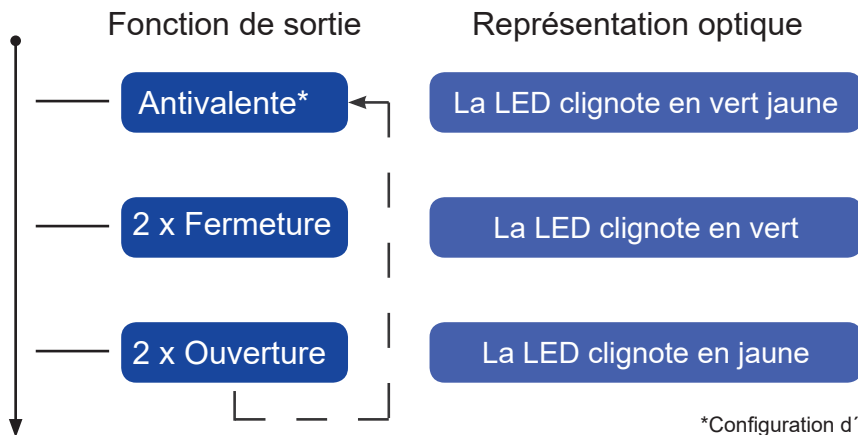 Fonction de sortie Représentation optique
Antivalente* La LED clignote en vert jaune
2 x Fermeture La LED clignote en vert
2 x Ouverture La LED clignote en jaune
*Configuration d´